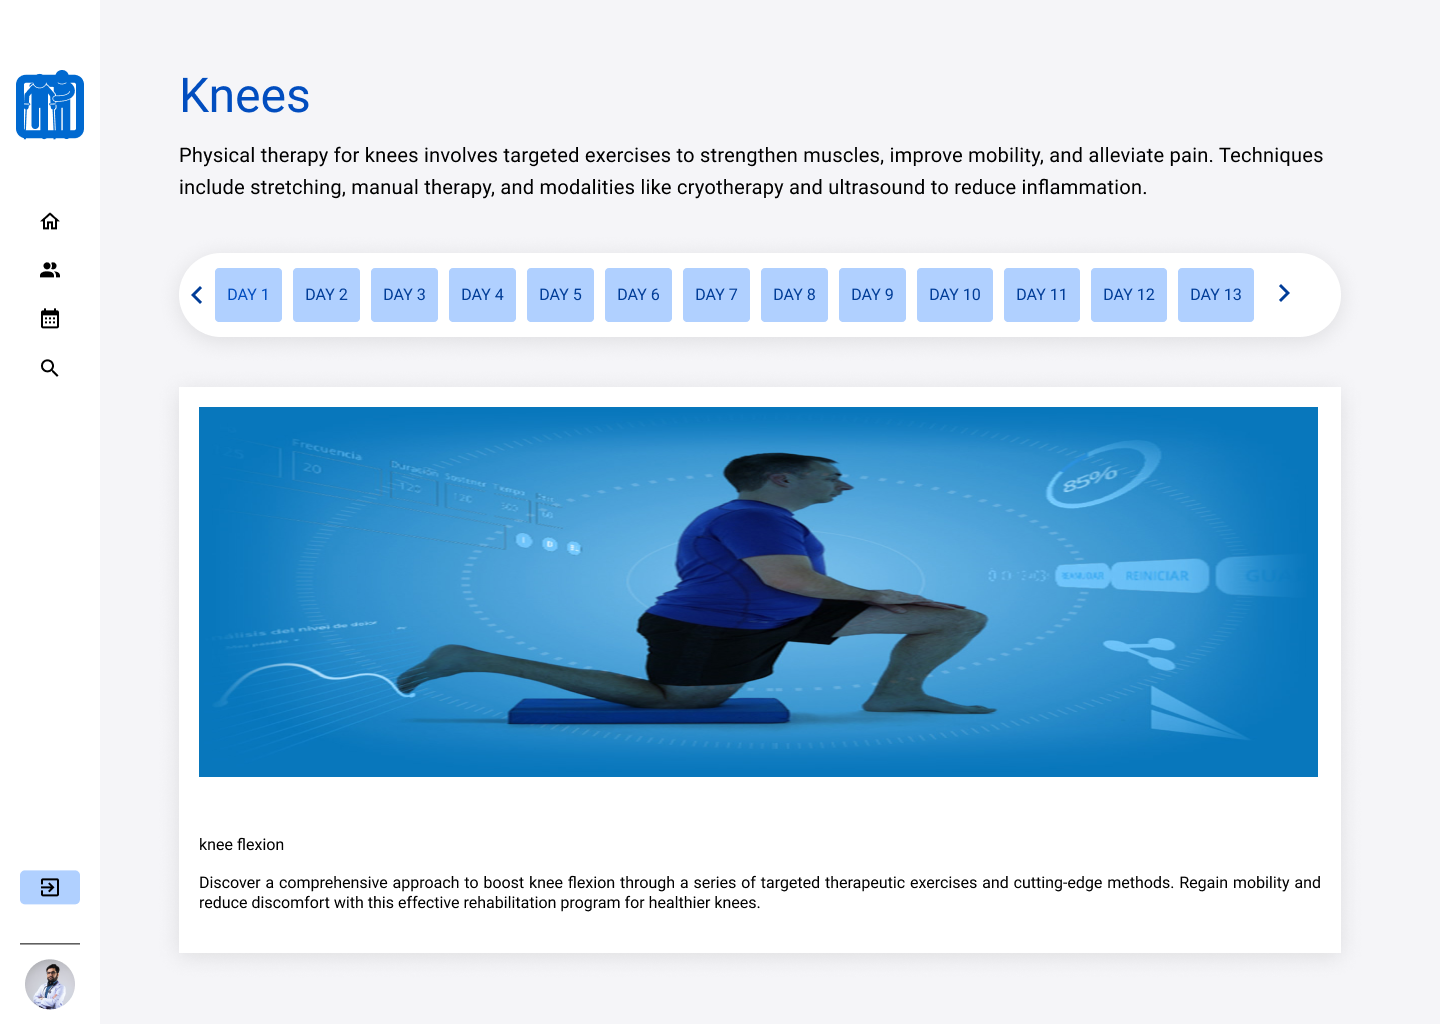 Knees
Physical therapy for knees involves targeted exercises to strengthen muscles, improve mobility, and alleviate pain. Techniques
include stretching, manual therapy, and modalities like cryotherapy and ultrasound to reduce inflammation.
DAY 1 DAY 2 DAY 3 DAY 4 DAY 5 DAY 6 DAY 7 DAY 8 DAY 9 DAY 10 DAY 11 DAY 12 DAY 13
Frecuencia
20
Duración
120
85%
REINICIAR
nivel de dolor
knee flexion
Discover a comprehensive approach to boost knee flexion through a series of targeted therapeutic exercises and cutting-edge methods. Regain mobility and
reduce discomfort with this effective rehabilitation program for healthier knees.